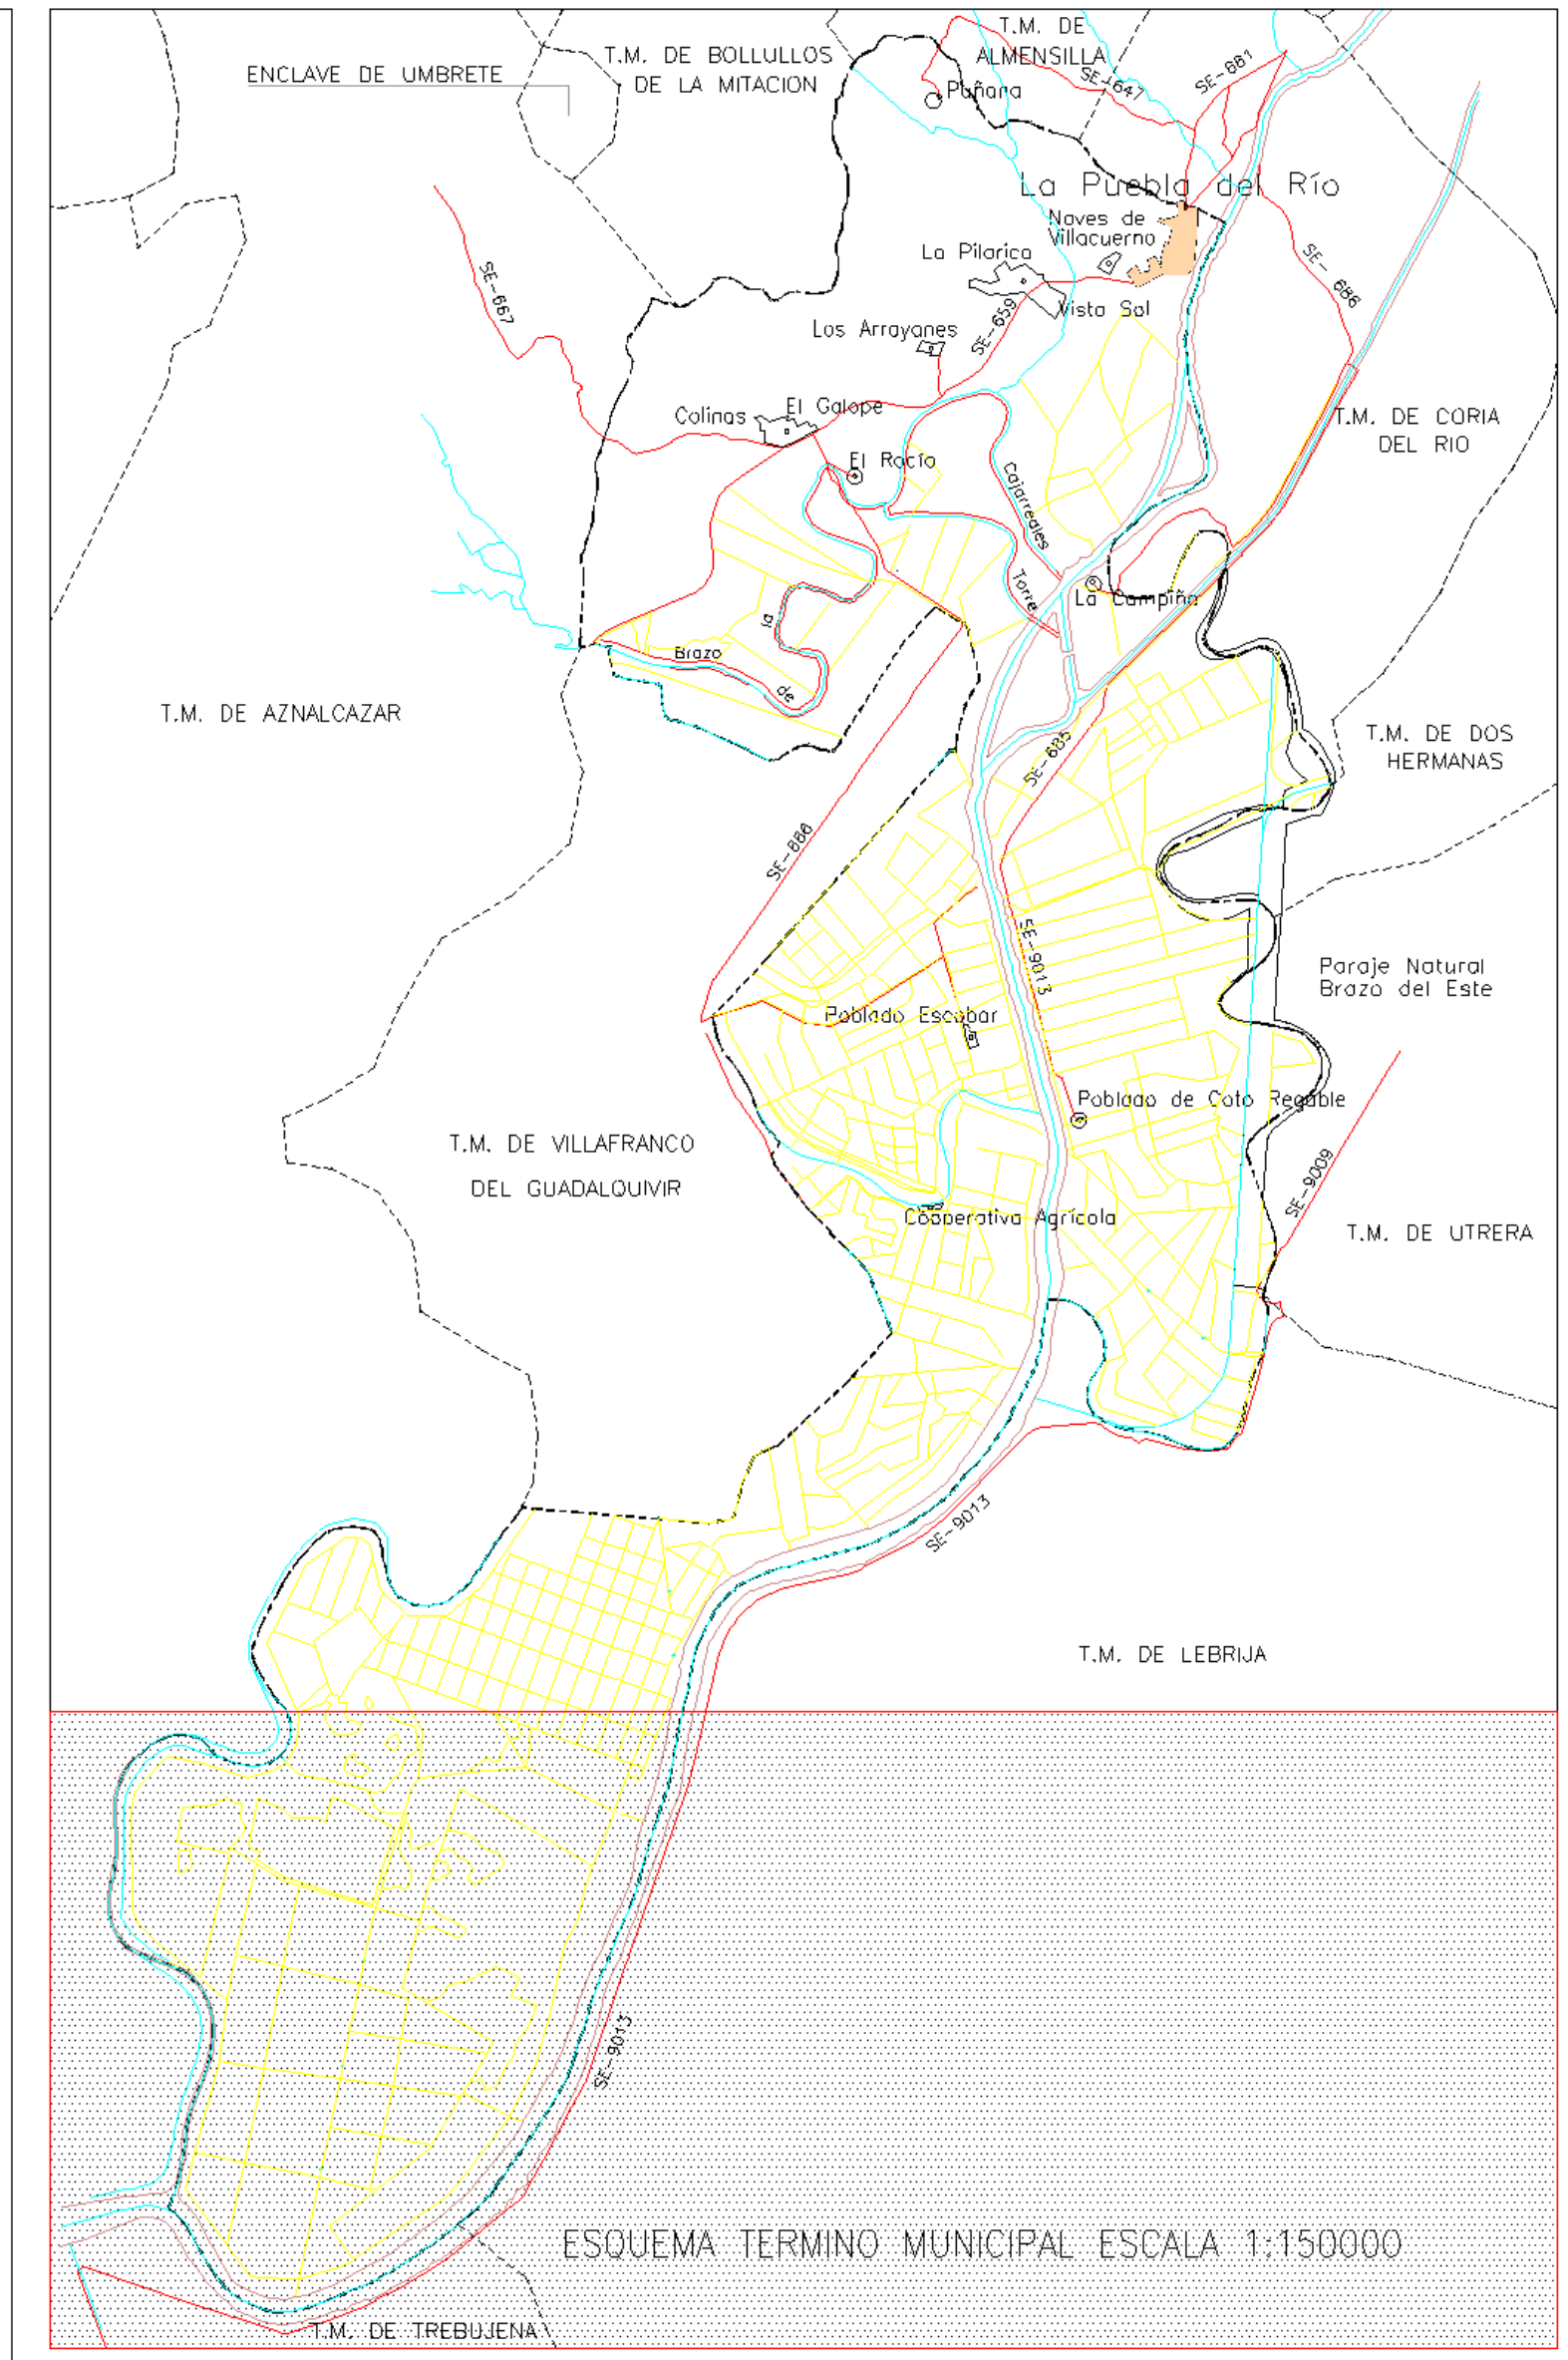 T.M. DE
ALMENSILLA
T.M. DE BOLLULLOS
DE LA MITACION
ENCLAVE DE UMBRETE
SE-647
SE-661
Puñana
La Puebla del Río
Naves de
Villacuerno
La Pilarica
SE-667
SE-686
Vista Sol
Los Arrayanes
SE-659
Colinas
El Galope
T.M. DE CORIA
DEL RIO
El Rocío
Cajarreales
Torre
La Campiña
la
Brazo
de
T.M. DE AZNALCAZAR
T.M. DE DOS
HERMANAS
SE-685
SE-686
SE-9013
Paraje Natural
Brazo del Este
Poblado Escobar
Poblado de Coto Regable
T.M. DE VILLAFRANCO
DEL GUADALQUIVIR
SE-9009
Cooperativa Agrícola
T.M. DE UTRERA
SE-9013
T.M. DE LEBRIJA
SE-9013
ESQUEMA TERMINO MUNICIPAL ESCALA 1:150000
T.M. DE TREBUJENA